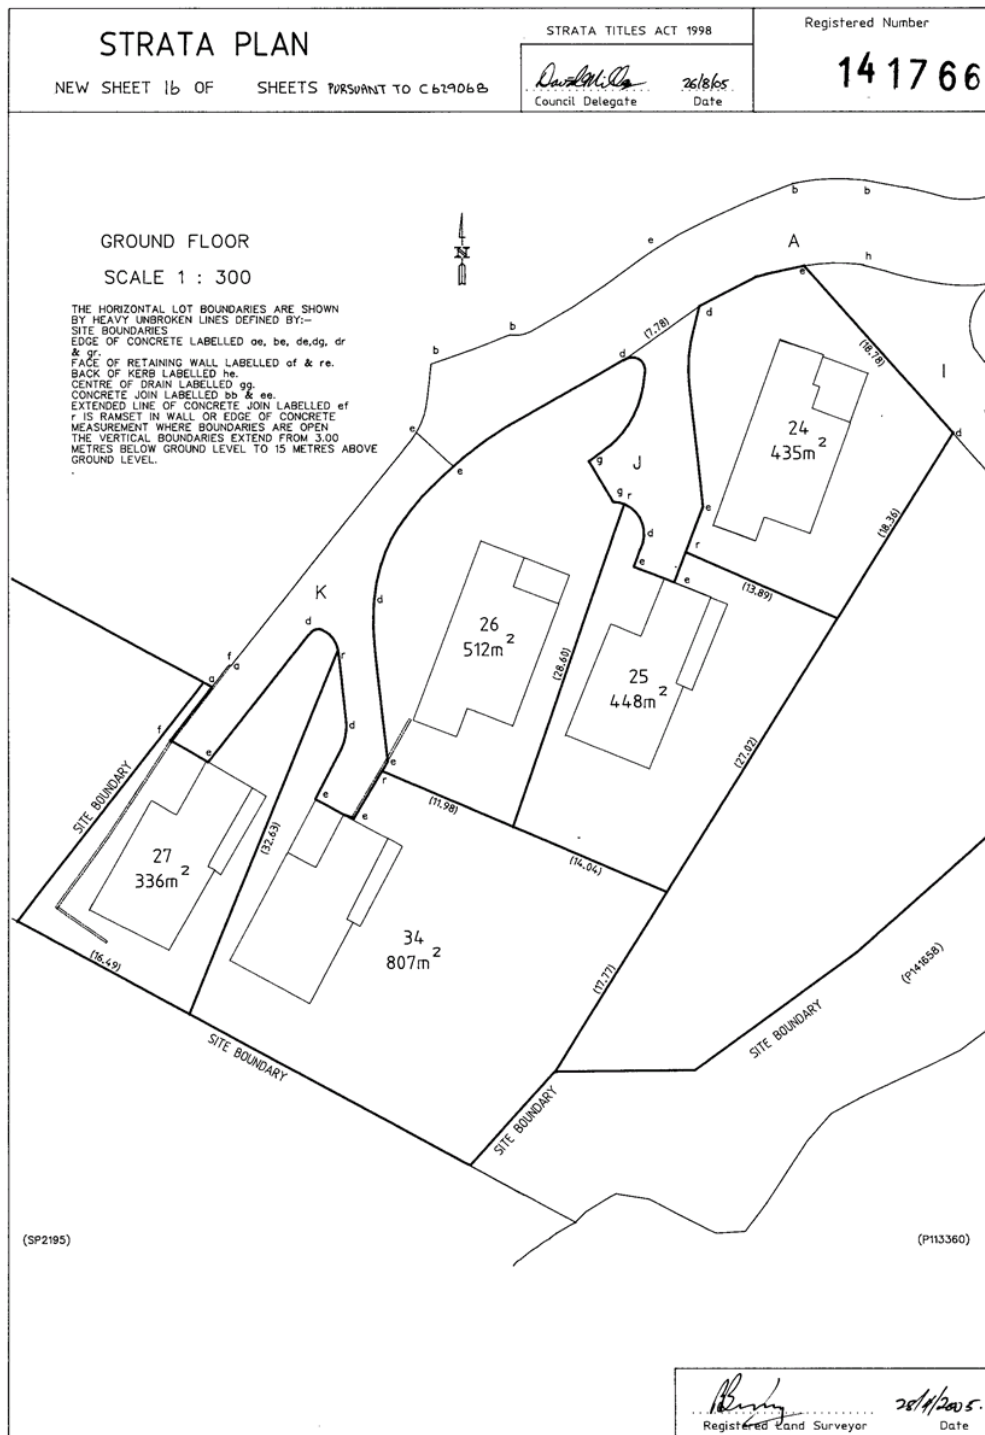 STRATA PLAN
NEW SHEET 16 OF SHEETS PURSUANT TO C629068
STRATA TITLES ACT 1998
26/8/05
Council Delegate Date
Registered Number
141766
GROUND FLOOR
SCALE 1 : 300
THE HORIZONTAL LOT BOUNDARIES ARE SHOWN
BY HEAVY UNBROKEN LINES DEFINED BY:-
SITE BOUNDARIES
EDGE OF CONCRETE LABELLED ae, be, de,dg, dr
& gr.
FACE OF RETAINING WALL LABELLED af & re.
BACK OF KERB LABELLED he.
CENTRE OF DRAIN LABELLED gg.
CONCRETE JOIN LABELLED bb & ee.
EXTENDED LINE OF CONCRETE JOIN LABELLED ef
r IS RAMSET IN WALL OR EDGE OF CONCRETE
MEASUREMENT WHERE BOUNDARIES ARE OPEN
THE VERTICAL BOUNDARIES EXTEND FROM 3.00
METRES BELOW GROUND LEVEL TO 15 METRES ABOVE
GROUND LEVEL.
N
b
b
e
A
h
e
b
d
(7.78)
(18.78)
b
d
I
e
24
435m²
d
e
g
J
g r
e
(18.36)
d
r
e
e
(13.89)
K
d
d
26
512m²
(28.60)
25
448m²
f
a
a
r
f
d
e
e
r
(27.02)
SITE BOUNDARY
e
e
(11.98)
(32.63)
27
336m²
(14.04)
34
807m²
(16.49)
(17.77)
(P141658)
SITE BOUNDARY
SITE BOUNDARY
SITE BOUNDARY
(SP2195)
(P113360)
28/4/2005.
Registered Land Surveyor Date